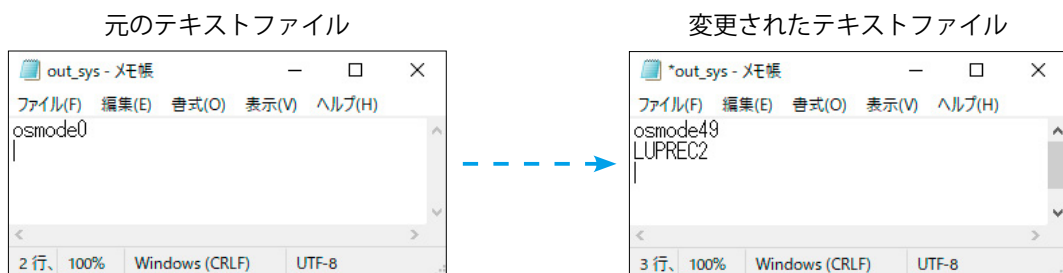 元のテキストファイル
out_sys - メモ帳
ファイル(F) 編集(E) 書式(O) 表示(V) ヘルプ(H)
osmode0
2 行、 100% Windows (CRLF) UTF-8
変更されたテキストファイル
*out_sys - メモ帳
ファイル(F) 編集(E) 書式(O) 表示(V) ヘルプ(H)
osmode49
LUPREC2
3 行、 100% Windows (CRLF) UTF-8